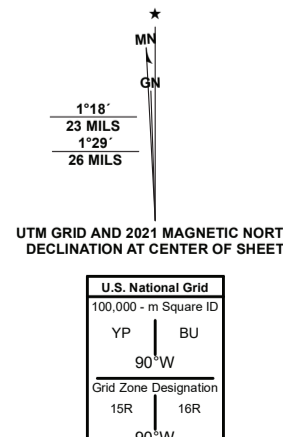 MN
GN
1°18´
23 MILS
1°29´
26 MILS
UTM GRID AND 2021 MAGNETIC NORT
DECLINATION AT CENTER OF SHEET
U.S. National Grid
100,000 - m Square ID
YP BU
90°W
Grid Zone Designation
15R 16R
90°W